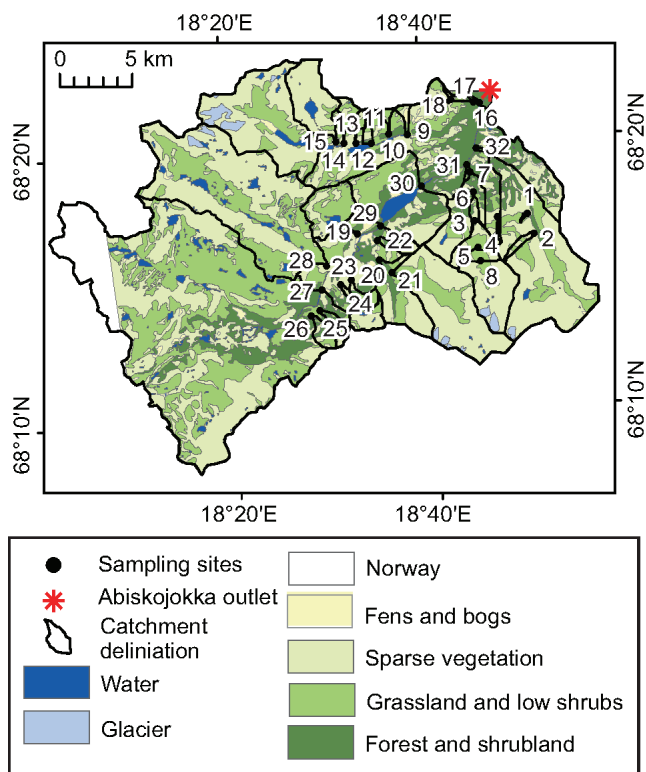 18°20'E 18°40'E
0 5 km
17
18
16
13 11
15 9
14 12 10
68°20'N 68°20'N
32
31
7
30 6
1
29 3
19 22 2
4
5
28 23 20 8
21
27 24
26 25
68°10'N 68°10'N
18°20'E 18°40'E
Sampling sites
Abiskojokka outlet
Catchment
deliniation
Water
Glacier
Norway
Fens and bogs
Sparse vegetation
Grassland and low shrubs
Forest and shrubland